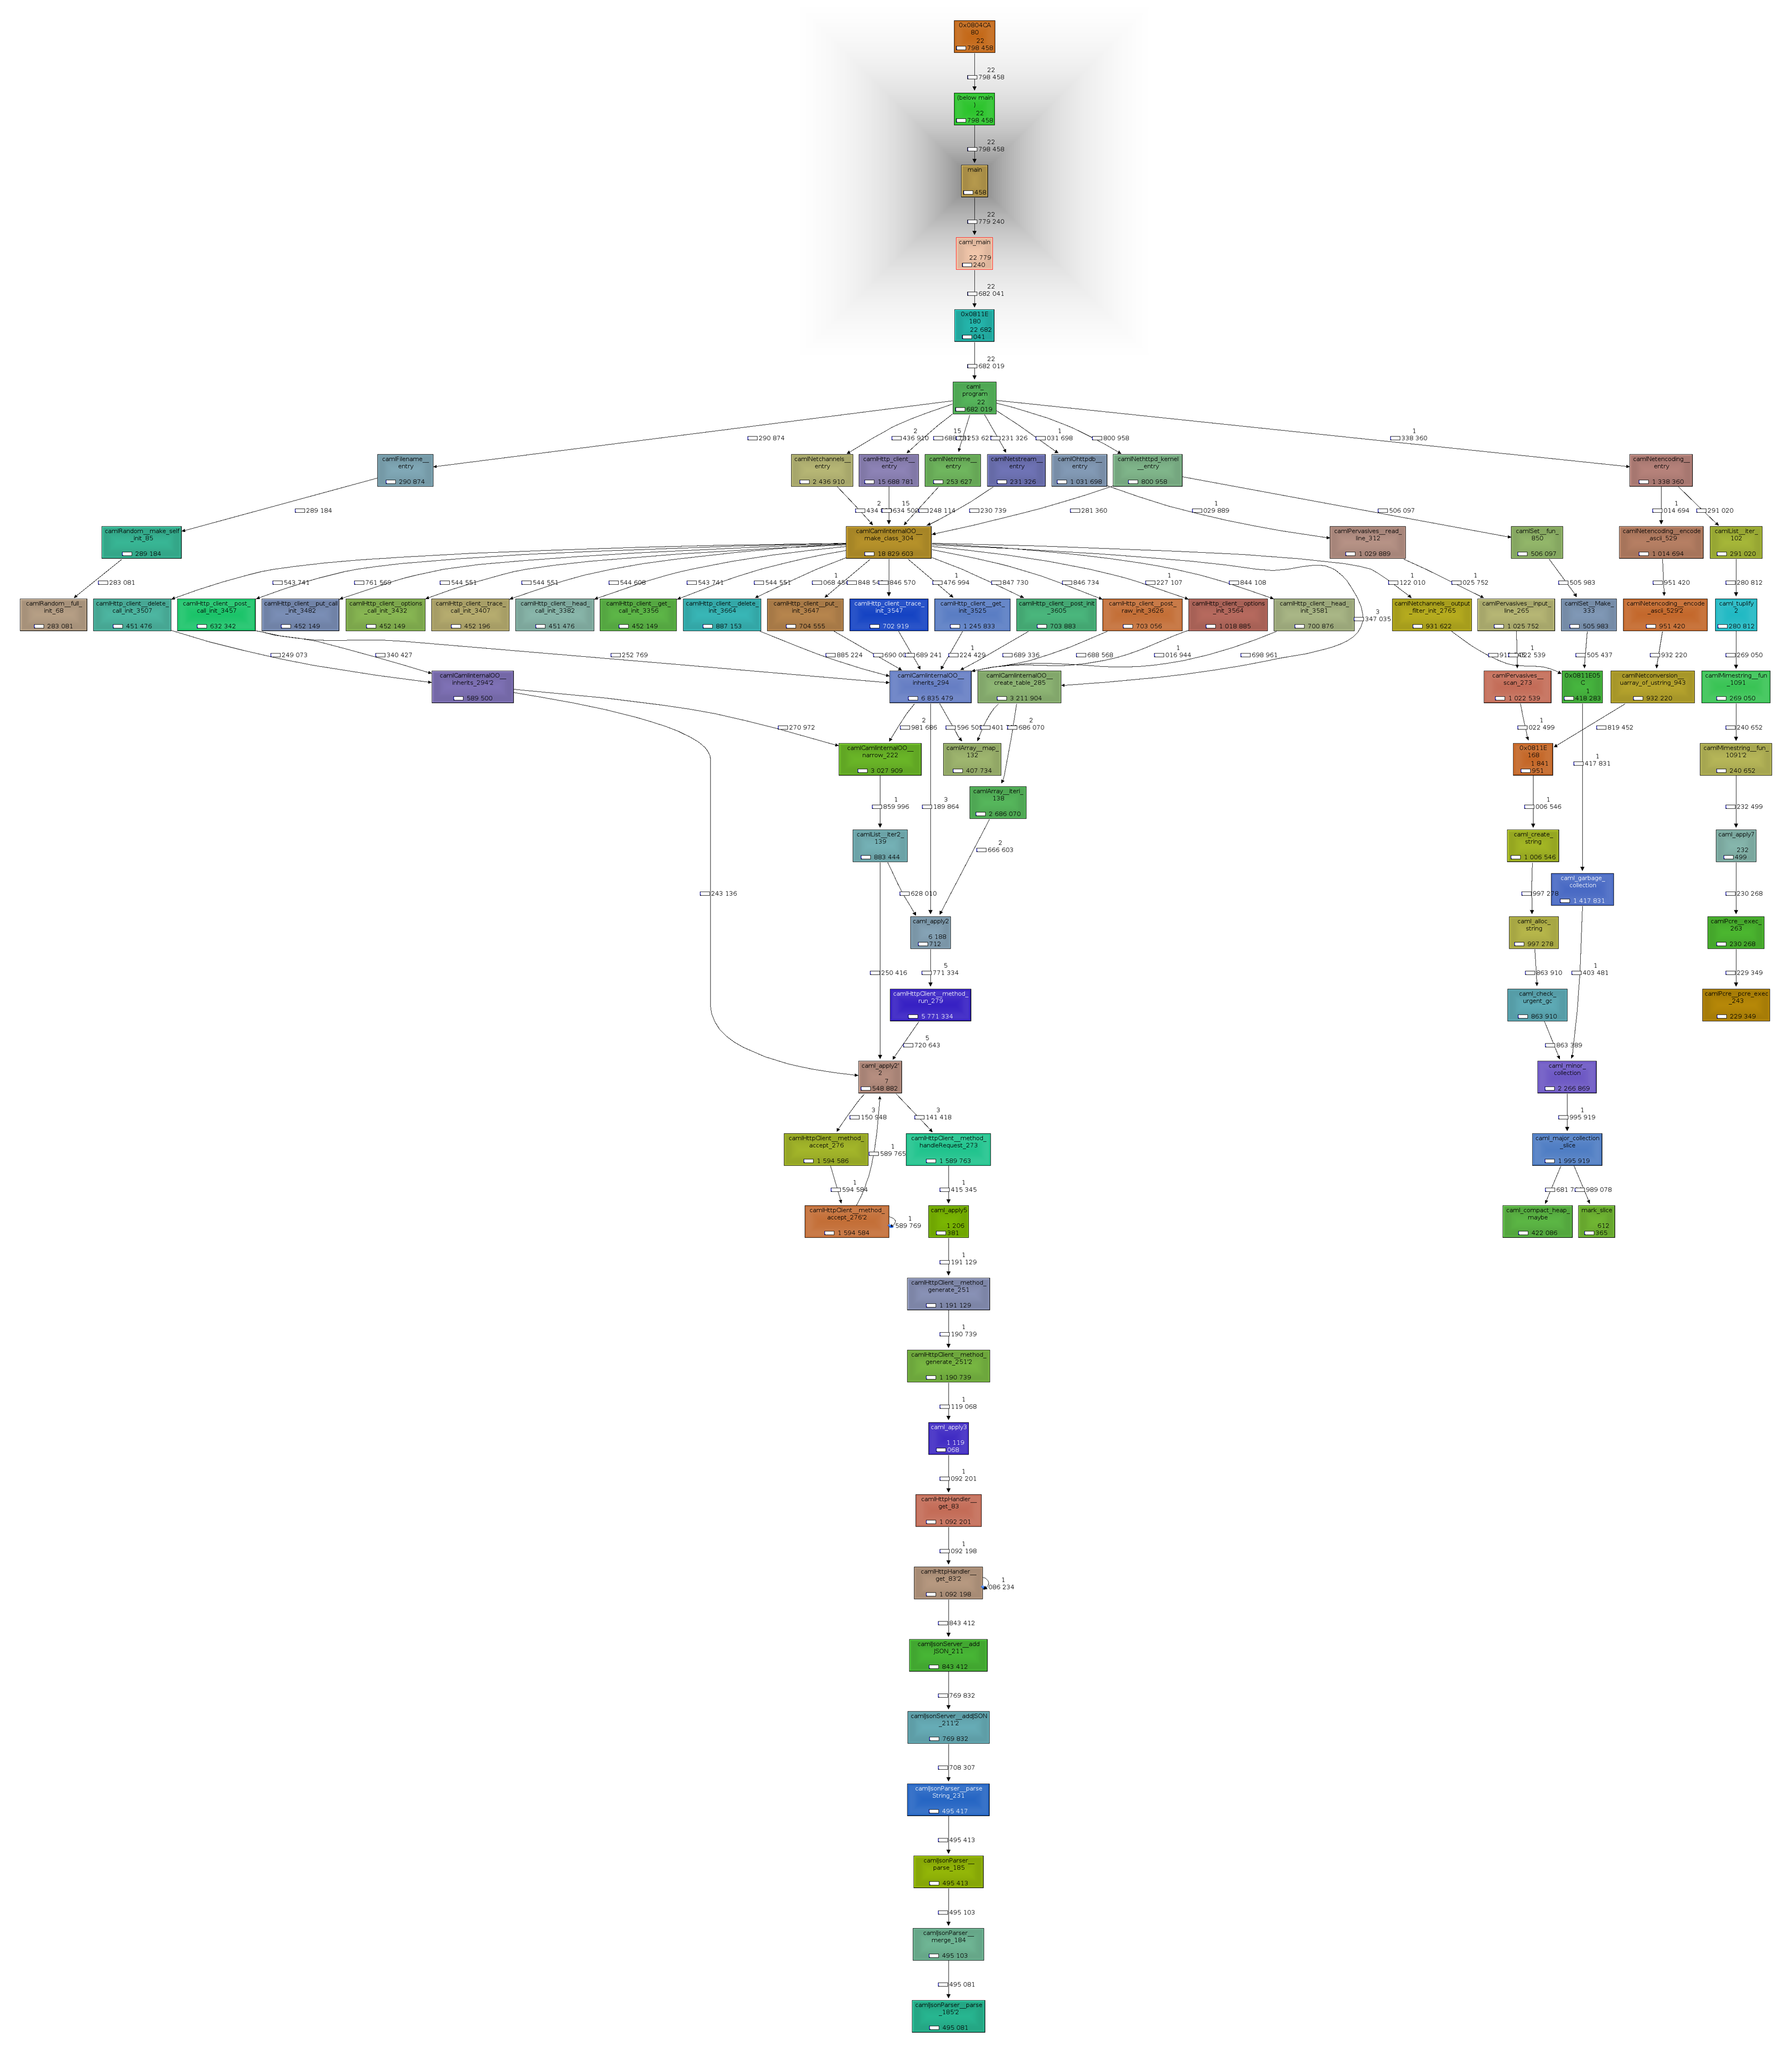 0x0804CA
80
22
798 458
22
798 458
(below main
)
22
798 458
22
798 458
main
458
22
779 240
caml_main
22 779
240
22
682 041
0x0811E
180
22 682
041
22
682 019
caml_
program
22
682 019
290 874
2
436 910
15
231 326
1
031 698
800 958
1
338 360
camlFilename__
entry
290 874
camlNetchannels__
entry
2 436 910
camlHttp_client__
entry
15 688 781
camlNetmime__
entry
253 627
camlNetstream__
entry
231 326
camlOhttpdb__
entry
1 031 698
camlNethttpd_kernel
__entry
800 958
camlNetencoding__
entry
1 338 360
289 184
2
15
248 114
230 739
281 360
1
029 889
506 097
1
014 694
291 020
camlRandom__make_self
_init_85
289 184
camlCamlinternalOO__
make_class_304
18 829 603
camlPervasives__read_
line_312
1 029 889
camlSet__fun_
850
506 097
camlNetencoding__encode
_ascii_529
1 014 694
camlList__iter_
102
291 020
283 081
543 741
761 569
544 551
544 551
544 606
543 741
544 551
1
846 570
1
476 994
847 730
846 734
1
227 107
844 108
3
347 035
1
122 010
1
025 752
505 983
951 420
280 812
camlRandom__full_
init_68
283 081
camlHttp_client__delete_
call_init_3507
451 476
camlHttp_client__post_
call_init_3457
632 342
camlHttp_client__put_call
_init_3482
452 149
camlHttp_client__options
_call_init_3432
452 149
camlHttp_client__trace_
call_init_3407
452 196
camlHttp_client__head_
call_init_3382
451 476
camlHttp_client__get_
call_init_3356
452 149
camlHttp_client__delete_
init_3664
887 153
camlHttp_client__put_
init_3647
704 555
camlHttp_client__trace_
init_3547
702 919
camlHttp_client__get_
init_3525
1 245 833
camlHttp_client__post_init
_3605
703 883
camlHttp_client__post_
raw_init_3626
703 056
camlHttp_client__options
_init_3564
1 018 885
camlHttp_client__head_
init_3581
700 876
camlNetchannels__output
_filter_init_2765
931 622
camlPervasives__input_
line_265
1 025 752
camlSet__Make_
333
505 983
camlNetencoding__encode
_ascii_529'2
951 420
caml_tuplify
2
280 812
249 073
340 427
252 769
885 224
689 241
1
224 429
689 336
688 568
1
016 944
698 961
1
022 539
505 437
932 220
269 050
camlCamlinternalOO__
inherits_294'2
589 500
camlCamlinternalOO__
inherits_294
6 835 479
camlCamlinternalOO__
create_table_285
3 211 904
camlPervasives__
scan_273
1 022 539
0x0811E05
C
1
418 283
camlNetconversion__
uarray_of_ustring_943
932 220
camlMimestring__fun
_1091
269 050
270 972
2
981 686
2
686 070
1
022 499
819 452
240 652
camlCamlinternalOO__
narrow_222
3 027 909
camlArray__map_
132
407 734
0x0811E
168
1 841
951
camlMimestring__fun_
1091'2
240 652
1
417 831
camlArray__iteri_
138
2 686 070
1
859 996
3
189 864
1
006 546
232 499
camlList__iter2_
139
883 444
2
666 603
caml_create_
string
1 006 546
caml_apply7
232
499
243 136
628 010
997 278
caml_garbage_
collection
1 417 831
230 268
caml_apply2
6 188
712
caml_alloc_
string
997 278
camlPcre__exec_
263
230 268
250 416
5
771 334
863 910
1
403 481
229 349
camlHttpClient__method_
run_279
5 771 334
caml_check_
urgent_gc
863 910
camlPcre__pcre_exec
_243
229 349
5
720 643
863 389
caml_apply2'
2
7
548 882
caml_minor_
collection
2 266 869
3
150 948
3
141 418
1
995 919
camlHttpClient__method_
accept_276
1 594 586
1
589 765
camlHttpClient__method_
handleRequest_273
1 589 763
caml_major_collection
_slice
1 995 919
1
594 584
1
415 345
989 078
camlHttpClient__method_
accept_276'2
1 594 584
1
589 769
caml_apply5
1 206
381
caml_compact_heap_
maybe
422 086
mark_slice
612
365
1
191 129
camlHttpClient__method_
generate_251
1 191 129
1
190 739
camlHttpClient__method_
generate_251'2
1 190 739
1
119 068
caml_apply3
1 119
068
1
092 201
camlHttpHandler__
get_83
1 092 201
1
092 198
camlHttpHandler__
get_83'2
1 092 198
1
086 234
843 412
camlJsonServer__add
JSON_211
843 412
769 832
camlJsonServer__addJSON
_211'2
769 832
708 307
camlJsonParser__parse
String_231
495 417
495 413
camlJsonParser__
parse_185
495 413
495 103
camlJsonParser__
merge_184
495 103
495 081
camlJsonParser__parse
_185'2
495 081